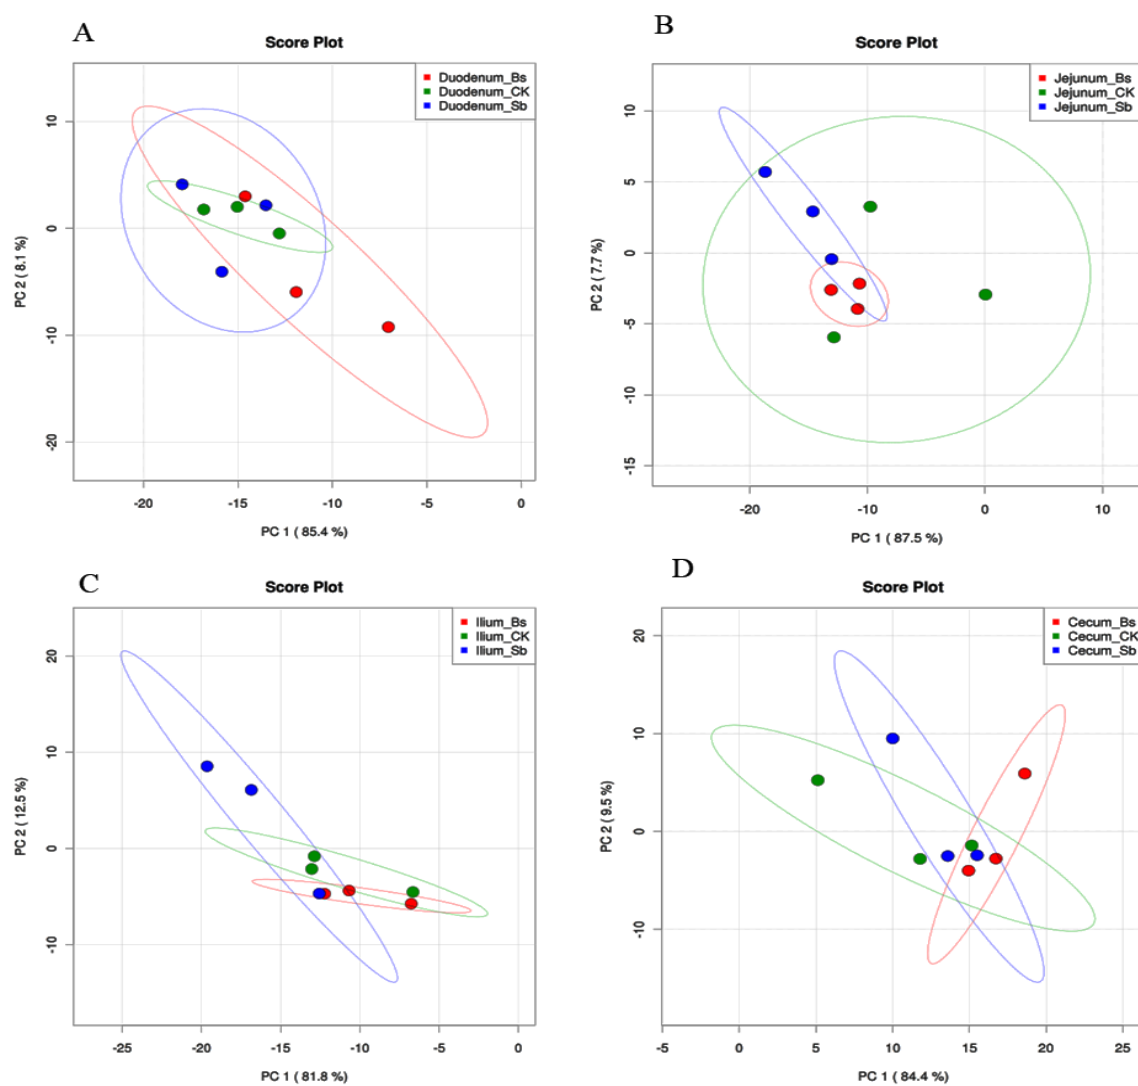 A
Score Plot
Duodenum_Bs
Duodenum_CK
Duodenum_Sb
PC 2 ( 8.1 %)
10
0
-10
-20
-20 -15 -10 -5 0
PC 1 ( 85.4 %)
B
Score Plot
Jejunum_Bs
Jejunum_CK
Jejunum_Sb
PC 2 ( 7.7 %)
10
5
0
-5
-10
-15
-20 -10 0 10
PC 1 ( 87.5 %)
C
Score Plot
Ilium_Bs
Ilium_CK
Ilium_Sb
PC 2 ( 12.5 %)
20
10
0
-10
-25 -20 -15 -10 -5 0
PC 1 ( 81.8 %)
D
Score Plot
Cecum_Bs
Cecum_CK
Cecum_Sb
PC 2 ( 9.5 %)
20
10
0
-10
-5 0 5 10 15 20 25
PC 1 ( 84.4 %)